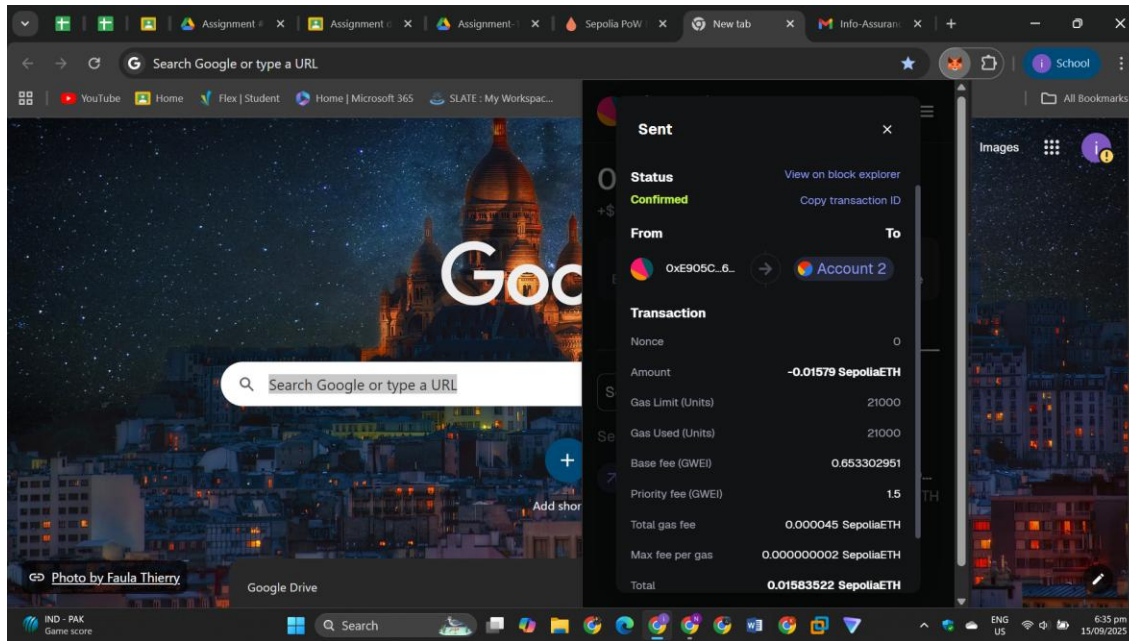 Assignment #
Assignment d
Assignment-1
Sepolia PoW
New tab
Info-Assuran
Search Google or type a URL
School
YouTube
Home
Flex | Student
Home | Microsoft 365
SLATE : My Workspac...
All Bookmarks
Images
Goo
Search Google or type a URL
Add shor
Photo by Faula Thierry
Google Drive
Sent
Status
View on block explorer
Confirmed
Copy transaction ID
From
To
0xE905C...6...
Account 2
Transaction
Nonce
0
Amount
-0.01579 SepoliaETH
Gas Limit (Units)
21000
Gas Used (Units)
21000
Base fee (GWEI)
0.653302951
Priority fee (GWEI)
1.5
Total gas fee
0.000045 SepoliaETH
Max fee per gas
0.000000002 SepoliaETH
Total
0.01583522 SepoliaETH
IND - PAK
Game score
Search
ENG
US
6:35 pm
15/09/2025